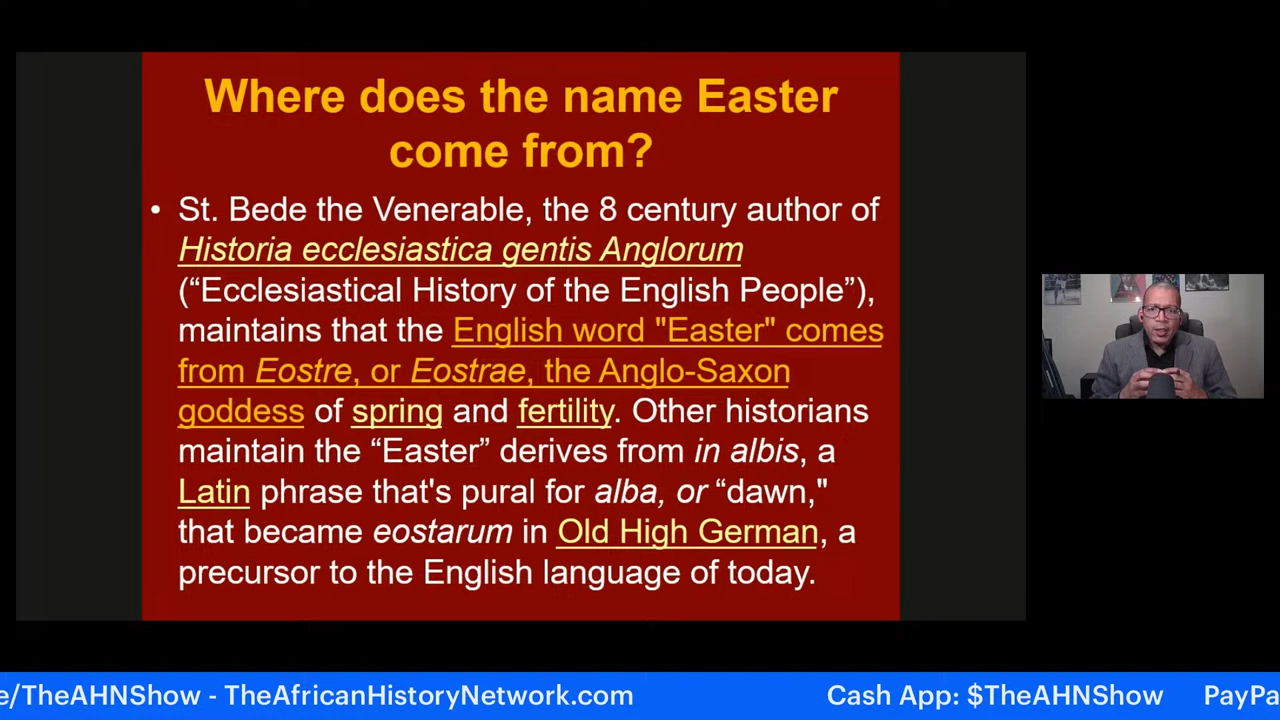 Where does the name Easter
come from?
• St. Bede the Venerable, the 8 century author of
Historia ecclesiastica gentis Anglorum
(“Ecclesiastical History of the English People”),
maintains that the English word "Easter" comes
from Eostre, or Eostrae, the Anglo-Saxon
goddess of spring and fertility. Other historians
maintain the “Easter” derives from in albis, a
Latin phrase that's pural for alba, or “dawn,"
that became eostarum in Old High German, a
precursor to the English language of today.
e/TheAHNShow - TheAfricanHistoryNetwork.com Cash App: $TheAHNShow PayPa